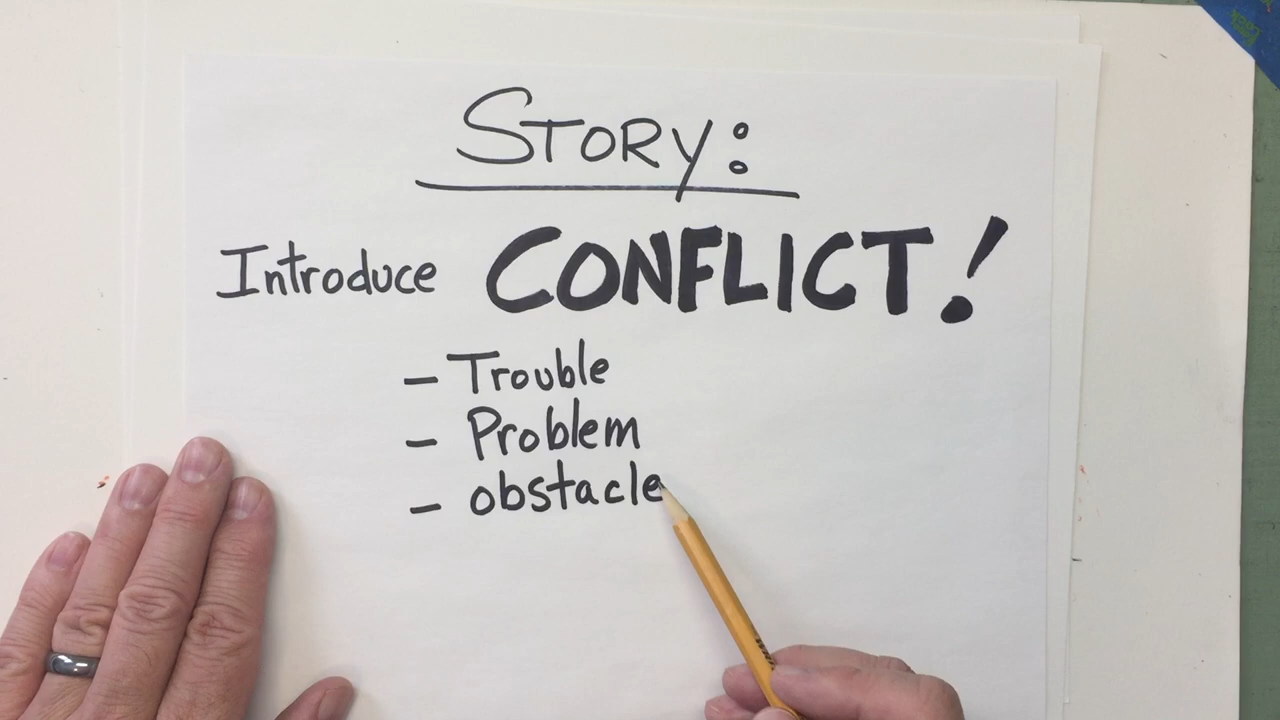 STORY:
Introduce CONFLICT!
- Trouble
- Problem
- obstacle